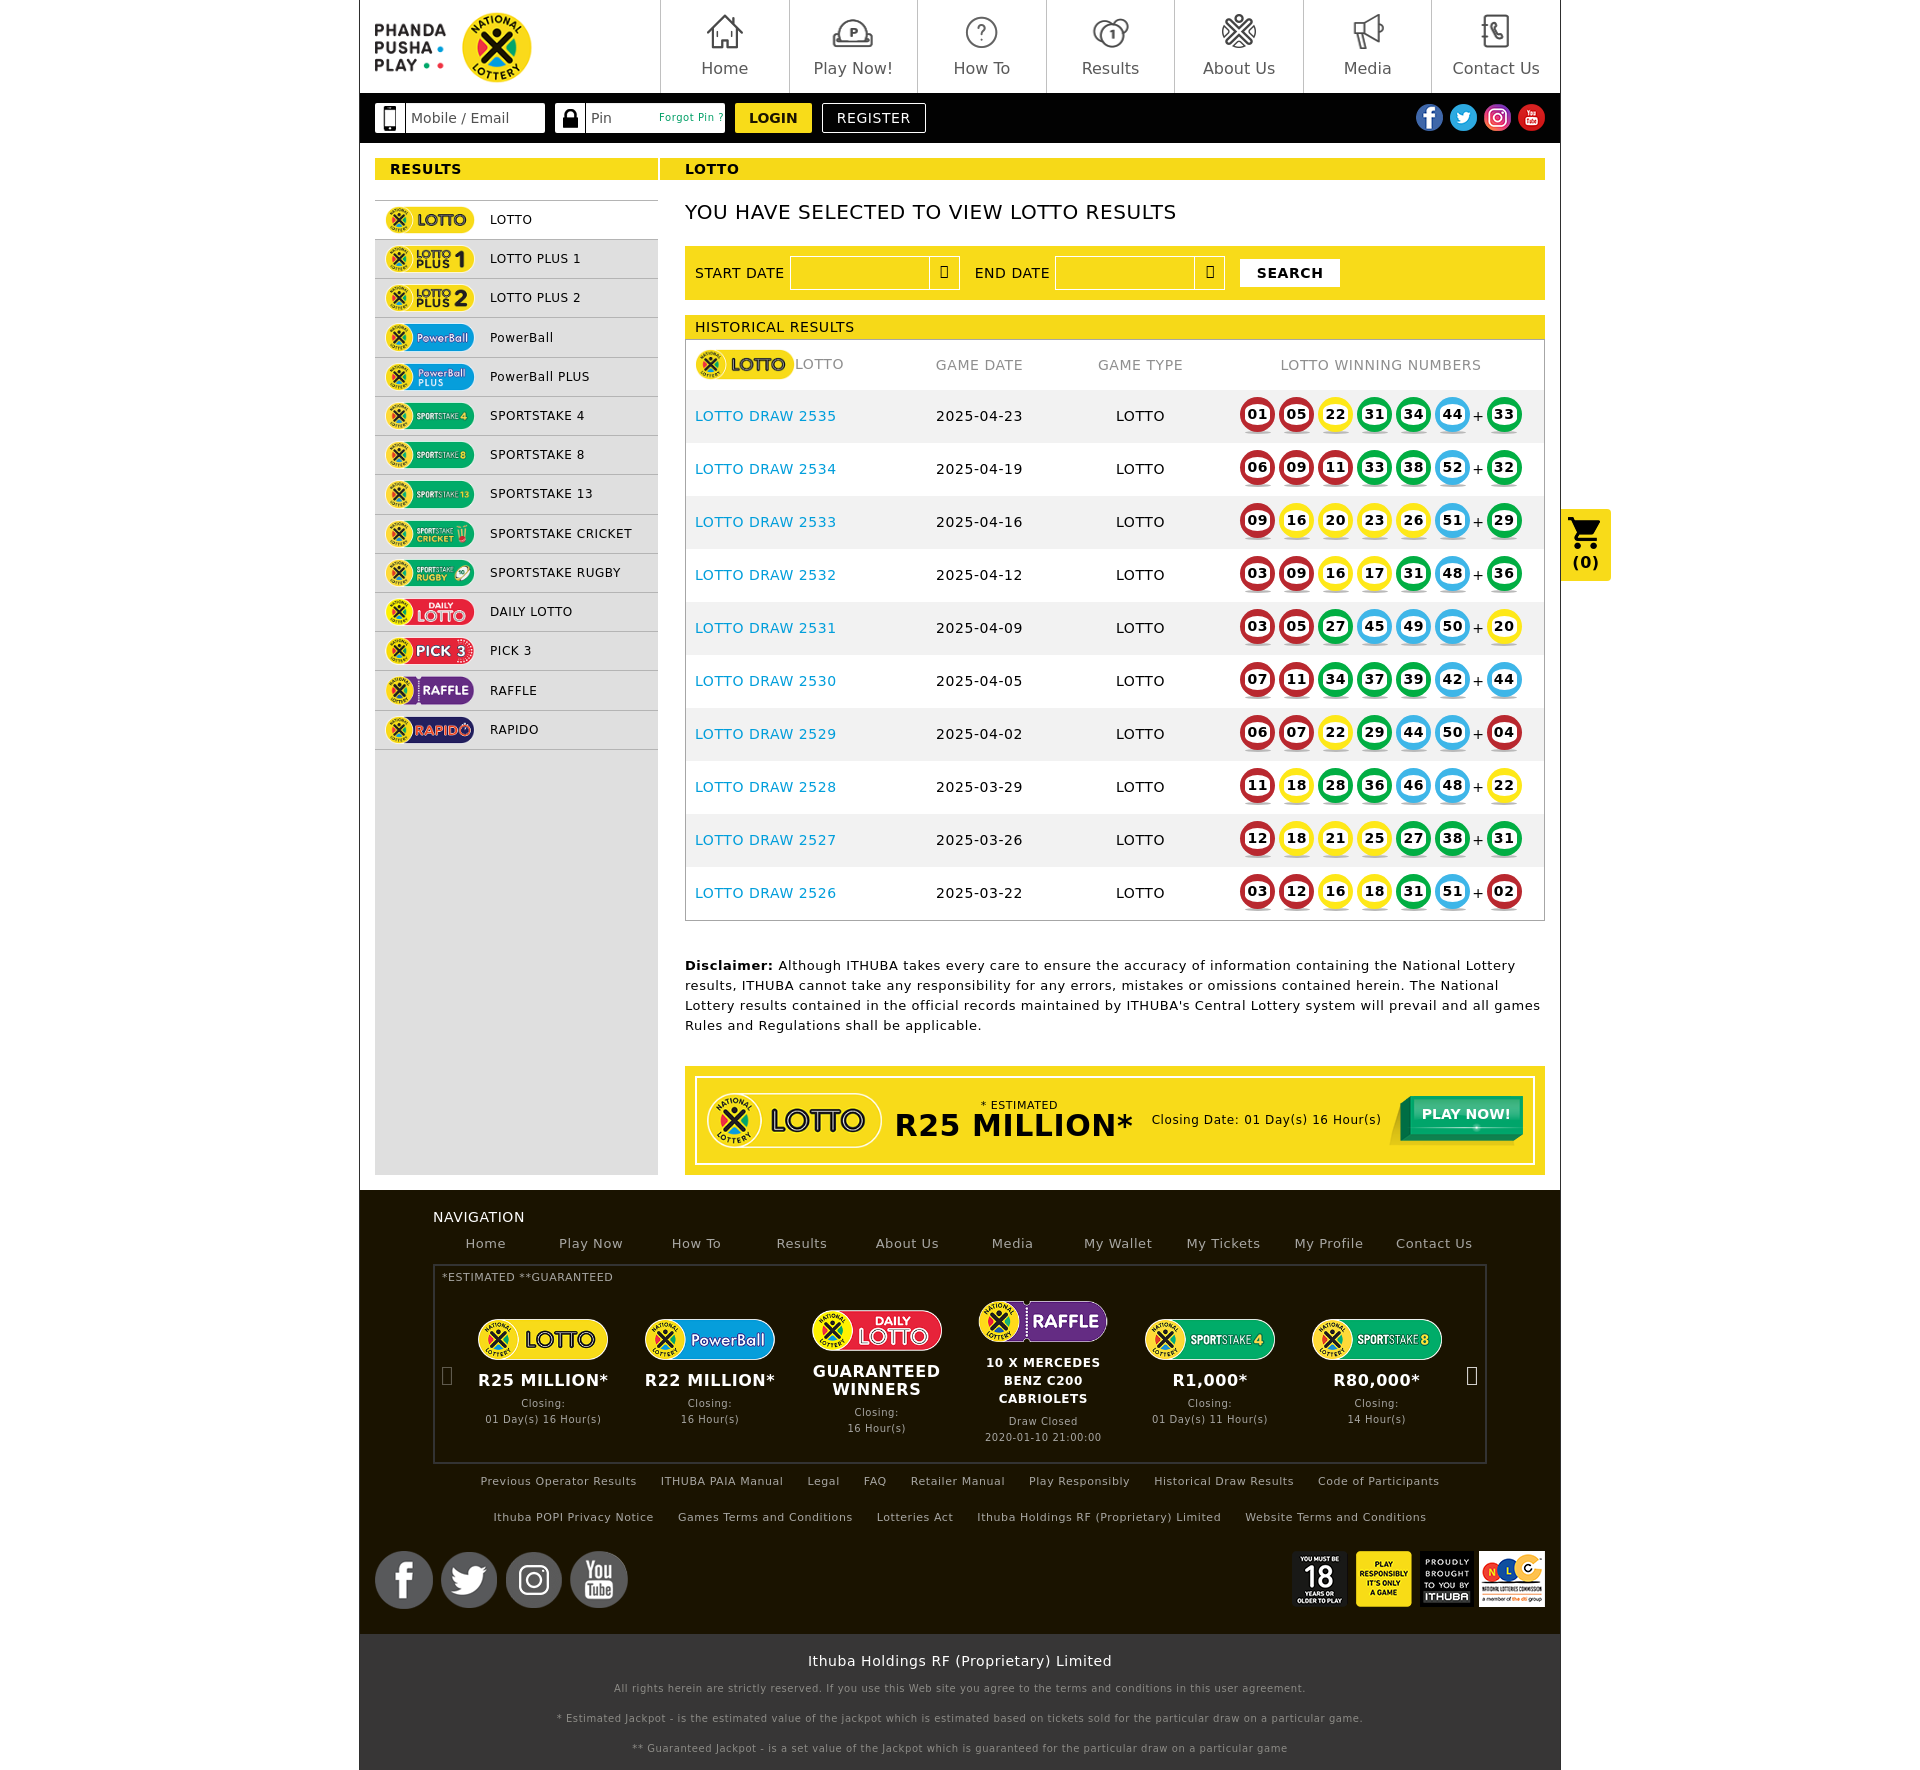 PHANDA
PUSHA
PLAY
NATIONAL
LOTTERY
Home
Play Now!
How To
Results
About Us
Media
Contact Us
Mobile / Email
Pin
Forgot Pin ?
LOGIN
REGISTER
RESULTS
LOTTO
LOTTO LOTTO
LOTTO PLUS 1 LOTTO PLUS 1
LOTTO PLUS 2 LOTTO PLUS 2
PowerBall PowerBall
PowerBall PLUS PowerBall PLUS
SPORTSTAKE 4 SPORTSTAKE 4
SPORTSTAKE 8 SPORTSTAKE 8
SPORTSTAKE 13 SPORTSTAKE 13
SPORTSTAKE CRICKET SPORTSTAKE CRICKET
SPORTSTAKE RUGBY SPORTSTAKE RUGBY
DAILY LOTTO DAILY LOTTO
PICK 3 PICK 3
RAFFLE RAFFLE
RAPIDO RAPIDO
YOU HAVE SELECTED TO VIEW LOTTO RESULTS
START DATE END DATE SEARCH
HISTORICAL RESULTS
LOTTO LOTTO GAME DATE GAME TYPE LOTTO WINNING NUMBERS
LOTTO DRAW 2535 2025-04-23 LOTTO 01 05 22 31 34 44 + 33
LOTTO DRAW 2534 2025-04-19 LOTTO 06 09 11 33 38 52 + 32
LOTTO DRAW 2533 2025-04-16 LOTTO 09 16 20 23 26 51 + 29
LOTTO DRAW 2532 2025-04-12 LOTTO 03 09 16 17 31 48 + 36
LOTTO DRAW 2531 2025-04-09 LOTTO 03 05 27 45 49 50 + 20
LOTTO DRAW 2530 2025-04-05 LOTTO 07 11 34 37 39 42 + 44
LOTTO DRAW 2529 2025-04-02 LOTTO 06 07 22 29 44 50 + 04
LOTTO DRAW 2528 2025-03-29 LOTTO 11 18 28 36 46 48 + 22
LOTTO DRAW 2527 2025-03-26 LOTTO 12 18 21 25 27 38 + 31
LOTTO DRAW 2526 2025-03-22 LOTTO 03 12 16 18 31 51 + 02
(0)
Disclaimer: Although ITHUBA takes every care to ensure the accuracy of information containing the National Lottery
results, ITHUBA cannot take any responsibility for any errors, mistakes or omissions contained herein. The National
Lottery results contained in the official records maintained by ITHUBA's Central Lottery system will prevail and all games
Rules and Regulations shall be applicable.
NATIONAL LOTTERY LOTTO
* ESTIMATED
R25 MILLION*
Closing Date: 01 Day(s) 16 Hour(s)
PLAY NOW!
NAVIGATION
Home Play Now How To Results About Us Media My Wallet My Tickets My Profile Contact Us
*ESTIMATED **GUARANTEED
LOTTO
R25 MILLION*
Closing:
01 Day(s) 16 Hour(s)
PowerBall
R22 MILLION*
Closing:
16 Hour(s)
DAILY
LOTTO
GUARANTEED
WINNERS
Closing:
16 Hour(s)
RAFFLE
10 X MERCEDES
BENZ C200
CABRIOLETS
Draw Closed
2020-01-10 21:00:00
SPORTSTAKE 4
R1,000*
Closing:
01 Day(s) 11 Hour(s)
SPORTSTAKE 8
R80,000*
Closing:
14 Hour(s)
Previous Operator Results ITHUBA PAIA Manual Legal FAQ Retailer Manual Play Responsibly Historical Draw Results Code of Participants
Ithuba POPI Privacy Notice Games Terms and Conditions Lotteries Act Ithuba Holdings RF (Proprietary) Limited Website Terms and Conditions
You
Tube
YOU MUST BE
18
YEARS OR
OLDER TO PLAY
PLAY
RESPONSIBLY
IT'S ONLY
A GAME
PROUDLY
BROUGHT
TO YOU BY
ITHUBA
NLC
NATIONAL LOTTERIES COMMISSION
a member of the dti group
Ithuba Holdings RF (Proprietary) Limited
All rights herein are strictly reserved. If you use this Web site you agree to the terms and conditions in this user agreement.
* Estimated Jackpot - is the estimated value of the jackpot which is estimated based on tickets sold for the particular draw on a particular game.
** Guaranteed Jackpot - is a set value of the Jackpot which is guaranteed for the particular draw on a particular game